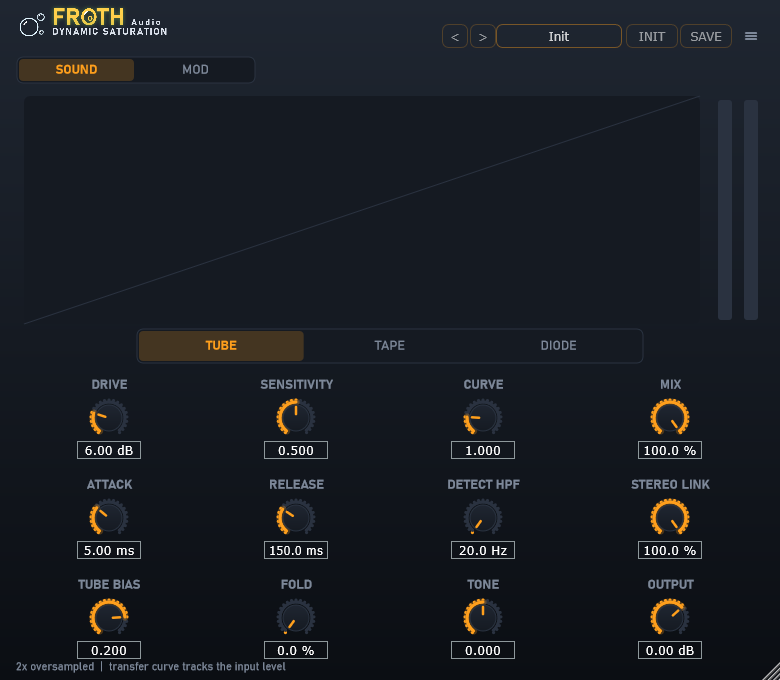 FROTH Audio
DYNAMIC SATURATION
< > Init INIT SAVE
SOUND MOD
TUBE TAPE DIODE
DRIVE SENSITIVITY CURVE MIX
6.00 dB 0.500 1.000 100.0 %
ATTACK RELEASE DETECT HPF STEREO LINK
5.00 ms 150.0 ms 20.0 Hz 100.0 %
TUBE BIAS FOLD TONE OUTPUT
0.200 0.0 % 0.000 0.00 dB
2x oversampled | transfer curve tracks the input level